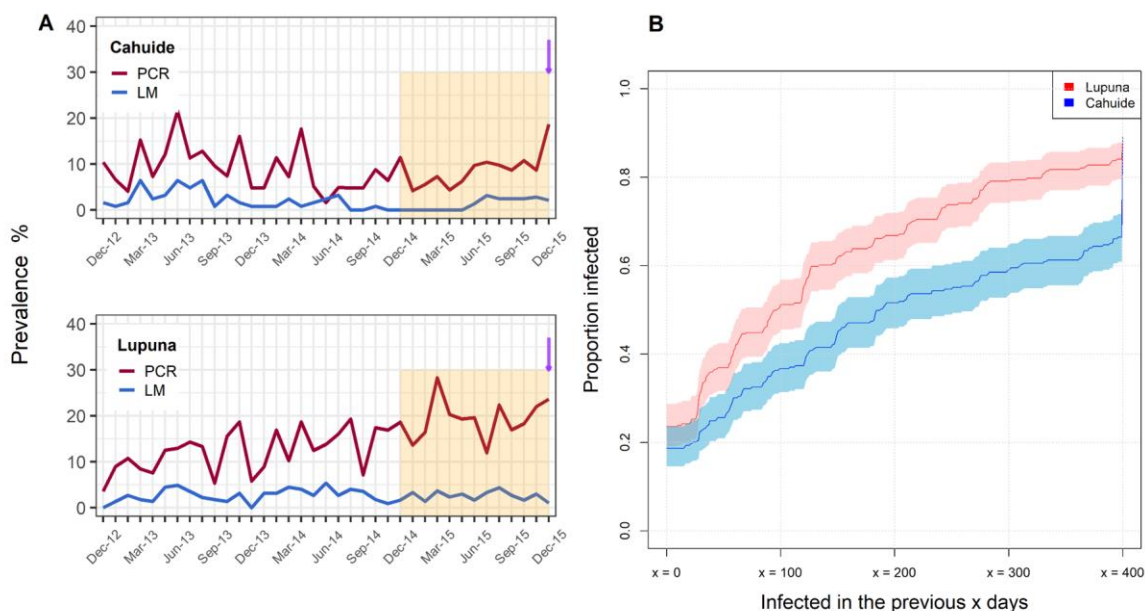 A
40
30
20
10
0
Cahuide
PCR
LM
Dec-12
Mar-13
Jun-13
Sep-13
Dec-13
Mar-14
Jun-14
Sep-14
Dec-14
Mar-15
Jun-15
Sep-15
Dec-15
Prevalence %
40
30
20
10
0
Lupuna
PCR
LM
Dec-12
Mar-13
Jun-13
Sep-13
Dec-13
Mar-14
Jun-14
Sep-14
Dec-14
Mar-15
Jun-15
Sep-15
Dec-15
B
Lupuna
Cahuide
Proportion infected
1.0
0.8
0.6
0.4
0.2
0.0
x = 0
x = 100
x = 200
x = 300
x = 400
Infected in the previous x days